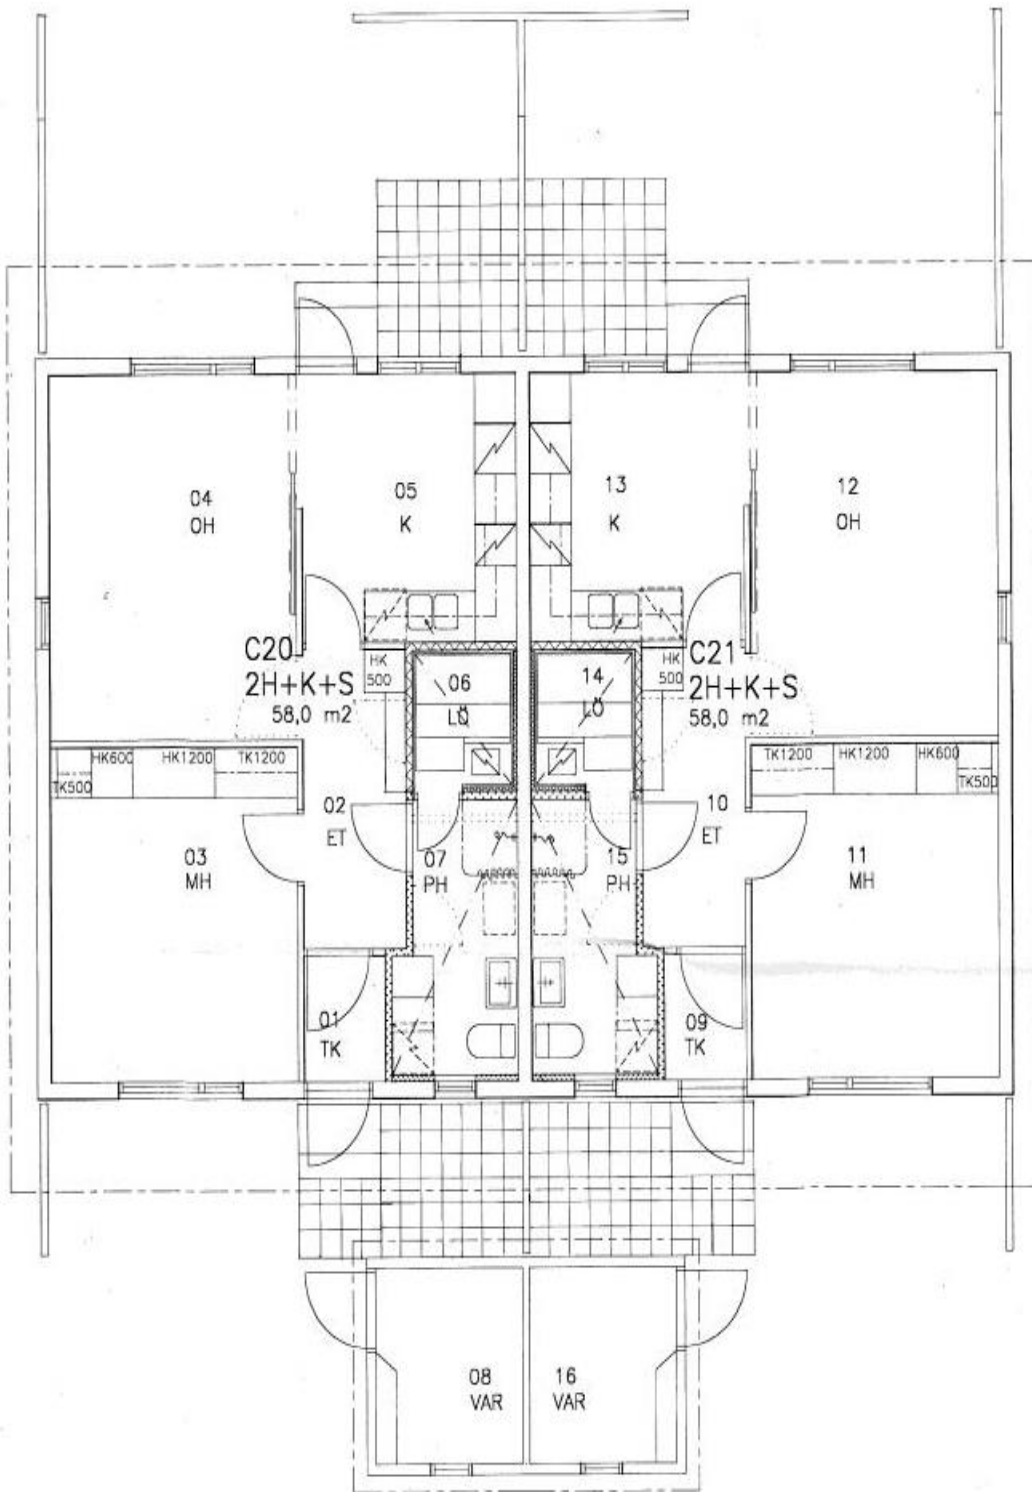 04
OH
05
K
13
K
12
OH
C20
2H+K+S
58,0 m2
HK
500
06
LÖ
14
LÖ
HK
500
C21
2H+K+S
58,0 m2
TK500
HK600
HK1200
TK1200
TK1200
HK1200
HK600
TK500
02
ET
10
ET
03
MH
07
PH
15
PH
11
MH
01
TK
09
TK
08
VAR
16
VAR